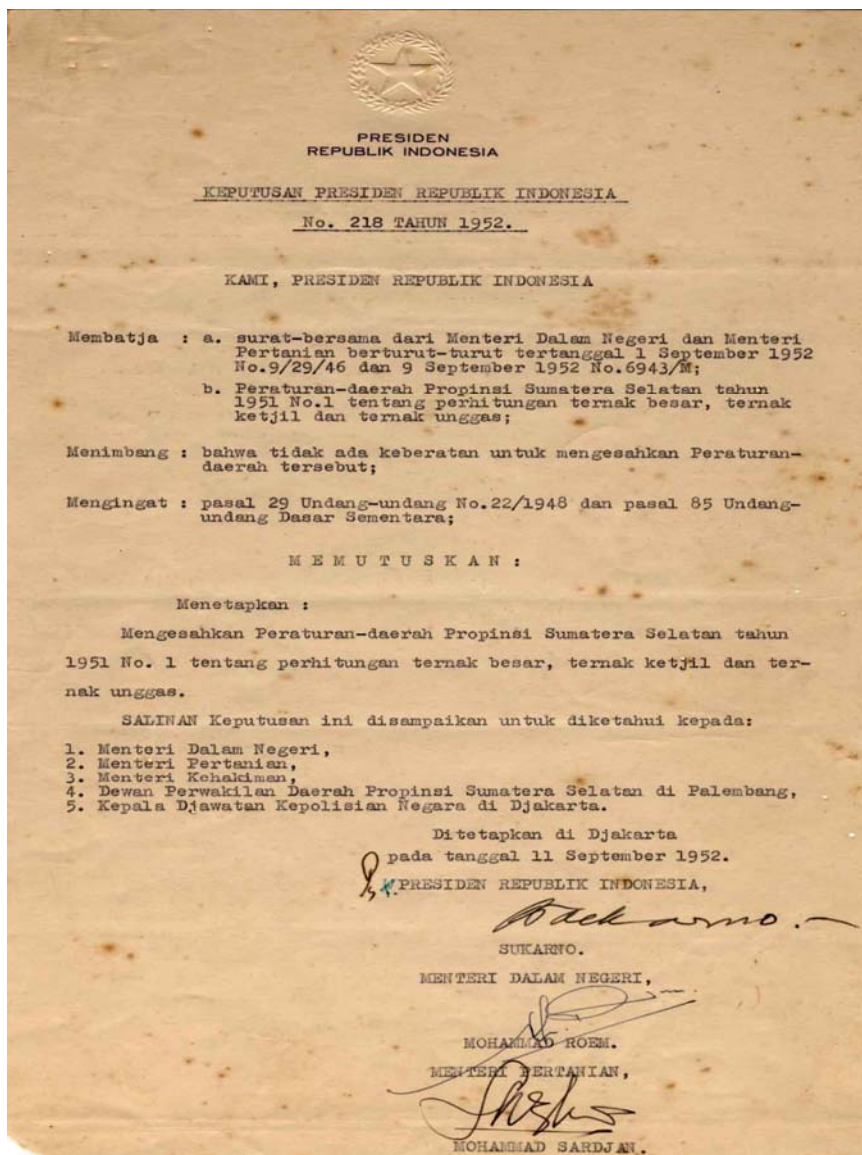 PRESIDEN
REPUBLIK INDONESIA
KEPUTUSAN PRESIDEN REPUBLIK INDONESIA
No. 218 TAHUN 1952.
KAMI, PRESIDEN REPUBLIK INDONESIA
Membatja : a. surat-bersama dari Menteri Dalam Negeri dan Menteri
Pertanian berturut-turut tertanggal 1 September 1952
No.9/29/46 dan 9 September 1952 No.6943/M;
b. Peraturan-daerah Propinsi Sumatera Selatan tahun
1951 No.1 tentang perhitungan ternak besar, ternak
ketjil dan ternak unggas;
Menimbang : bahwa tidak ada keberatan untuk mengesahkan Peraturan-
daerah tersebut;
Mengingat : pasal 29 Undang-undang No.22/1948 dan pasal 85 Undang-
undang Dasar Sementara;
M E M U T U S K A N :
Menetapkan :
Mengesahkan Peraturan-daerah Propinsi Sumatera Selatan tahun
1951 No. 1 tentang perhitungan ternak besar, ternak ketjil dan ter-
nak unggas.
SALINAN Keputusan ini disampaikan untuk diketahui kepada:
1. Menteri Dalam Negeri,
2. Menteri Pertanian,
3. Menteri Kehakiman,
4. Dewan Perwakilan Daerah Propinsi Sumatera Selatan di Palembang,
5. Kepala Djawatan Kepolisian Negara di Djakarta.
Ditetapkan di Djakarta
pada tanggal 11 September 1952.
PRESIDEN REPUBLIK INDONESIA,
Soekarno.
SUKARNO.
MENTERI DALAM NEGERI,
MOHAMMAD ROEM.
MENTERI PERTANIAN,
MOHAMMAD SARDJAN.